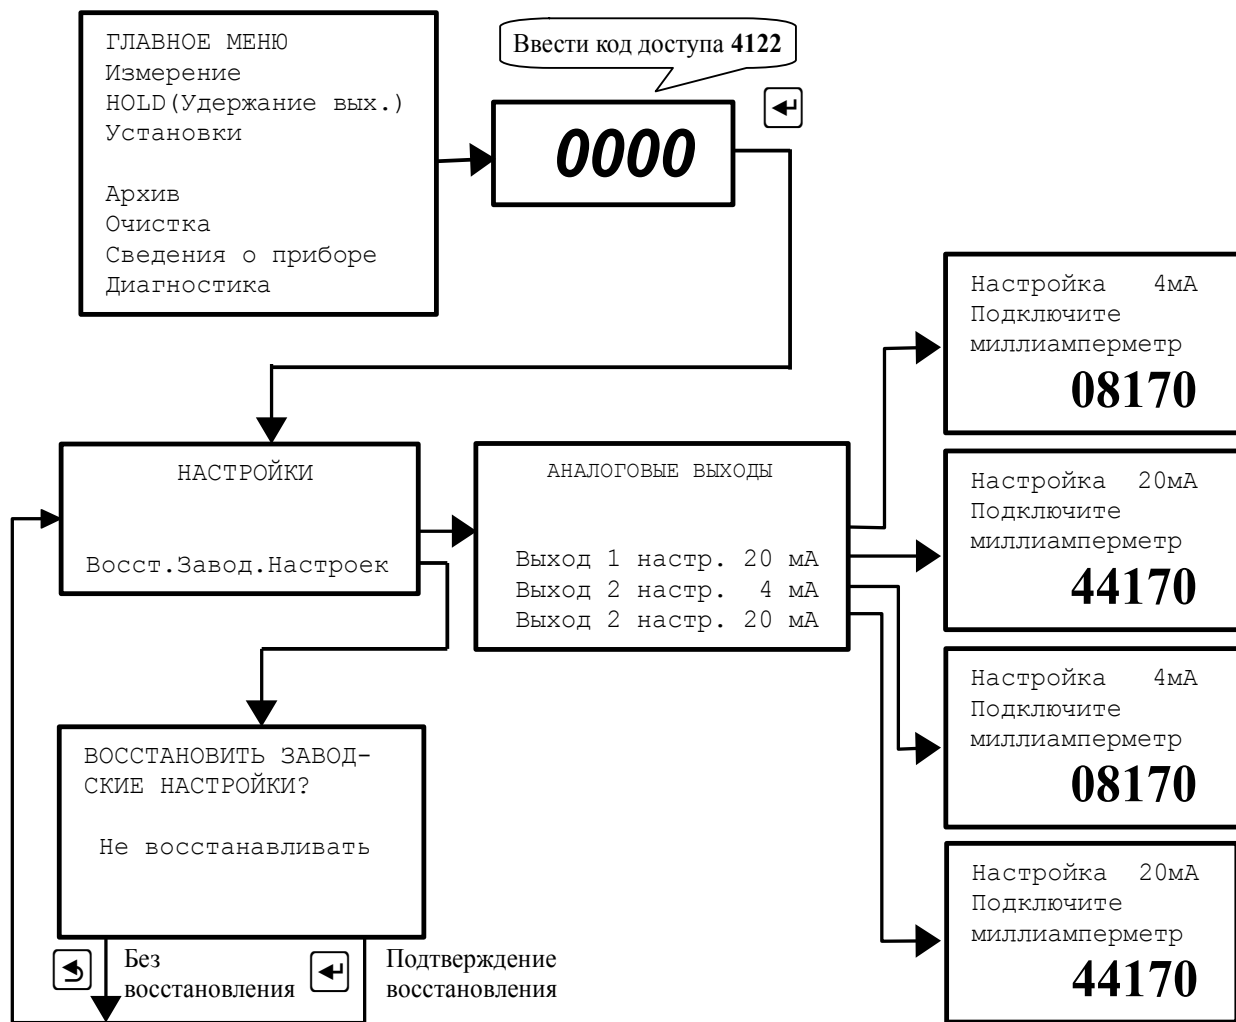 ГЛАВНОЕ МЕНЮ
Измерение
HOLD(Удержание вых.)
Установки
Архив
Очистка
Сведения о приборе
Диагностика
Ввести код доступа 4122
0000
НАСТРОЙКИ
Восст.Завод.Настроек
АНАЛОГОВЫЕ ВЫХОДЫ
Выход 1 настр. 20 мА
Выход 2 настр. 4 мА
Выход 2 настр. 20 мА
Настройка 4мА
Подключите
миллиамперметр
08170
Настройка 20мА
Подключите
миллиамперметр
44170
Настройка 4мА
Подключите
миллиамперметр
08170
Настройка 20мА
Подключите
миллиамперметр
44170
ВОССТАНОВИТЬ ЗАВОД-
СКИЕ НАСТРОЙКИ?
Не восстанавливать
Без
восстановления
Подтверждение
восстановления